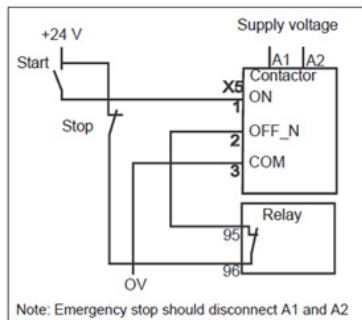 Supply voltage
+24 V
A1 A2
Start
Contactor
X5
ON
1
Stop
OFF_N
2
COM
3
Relay
95
96
OV
Note: Emergency stop should disconnect A1 and A2